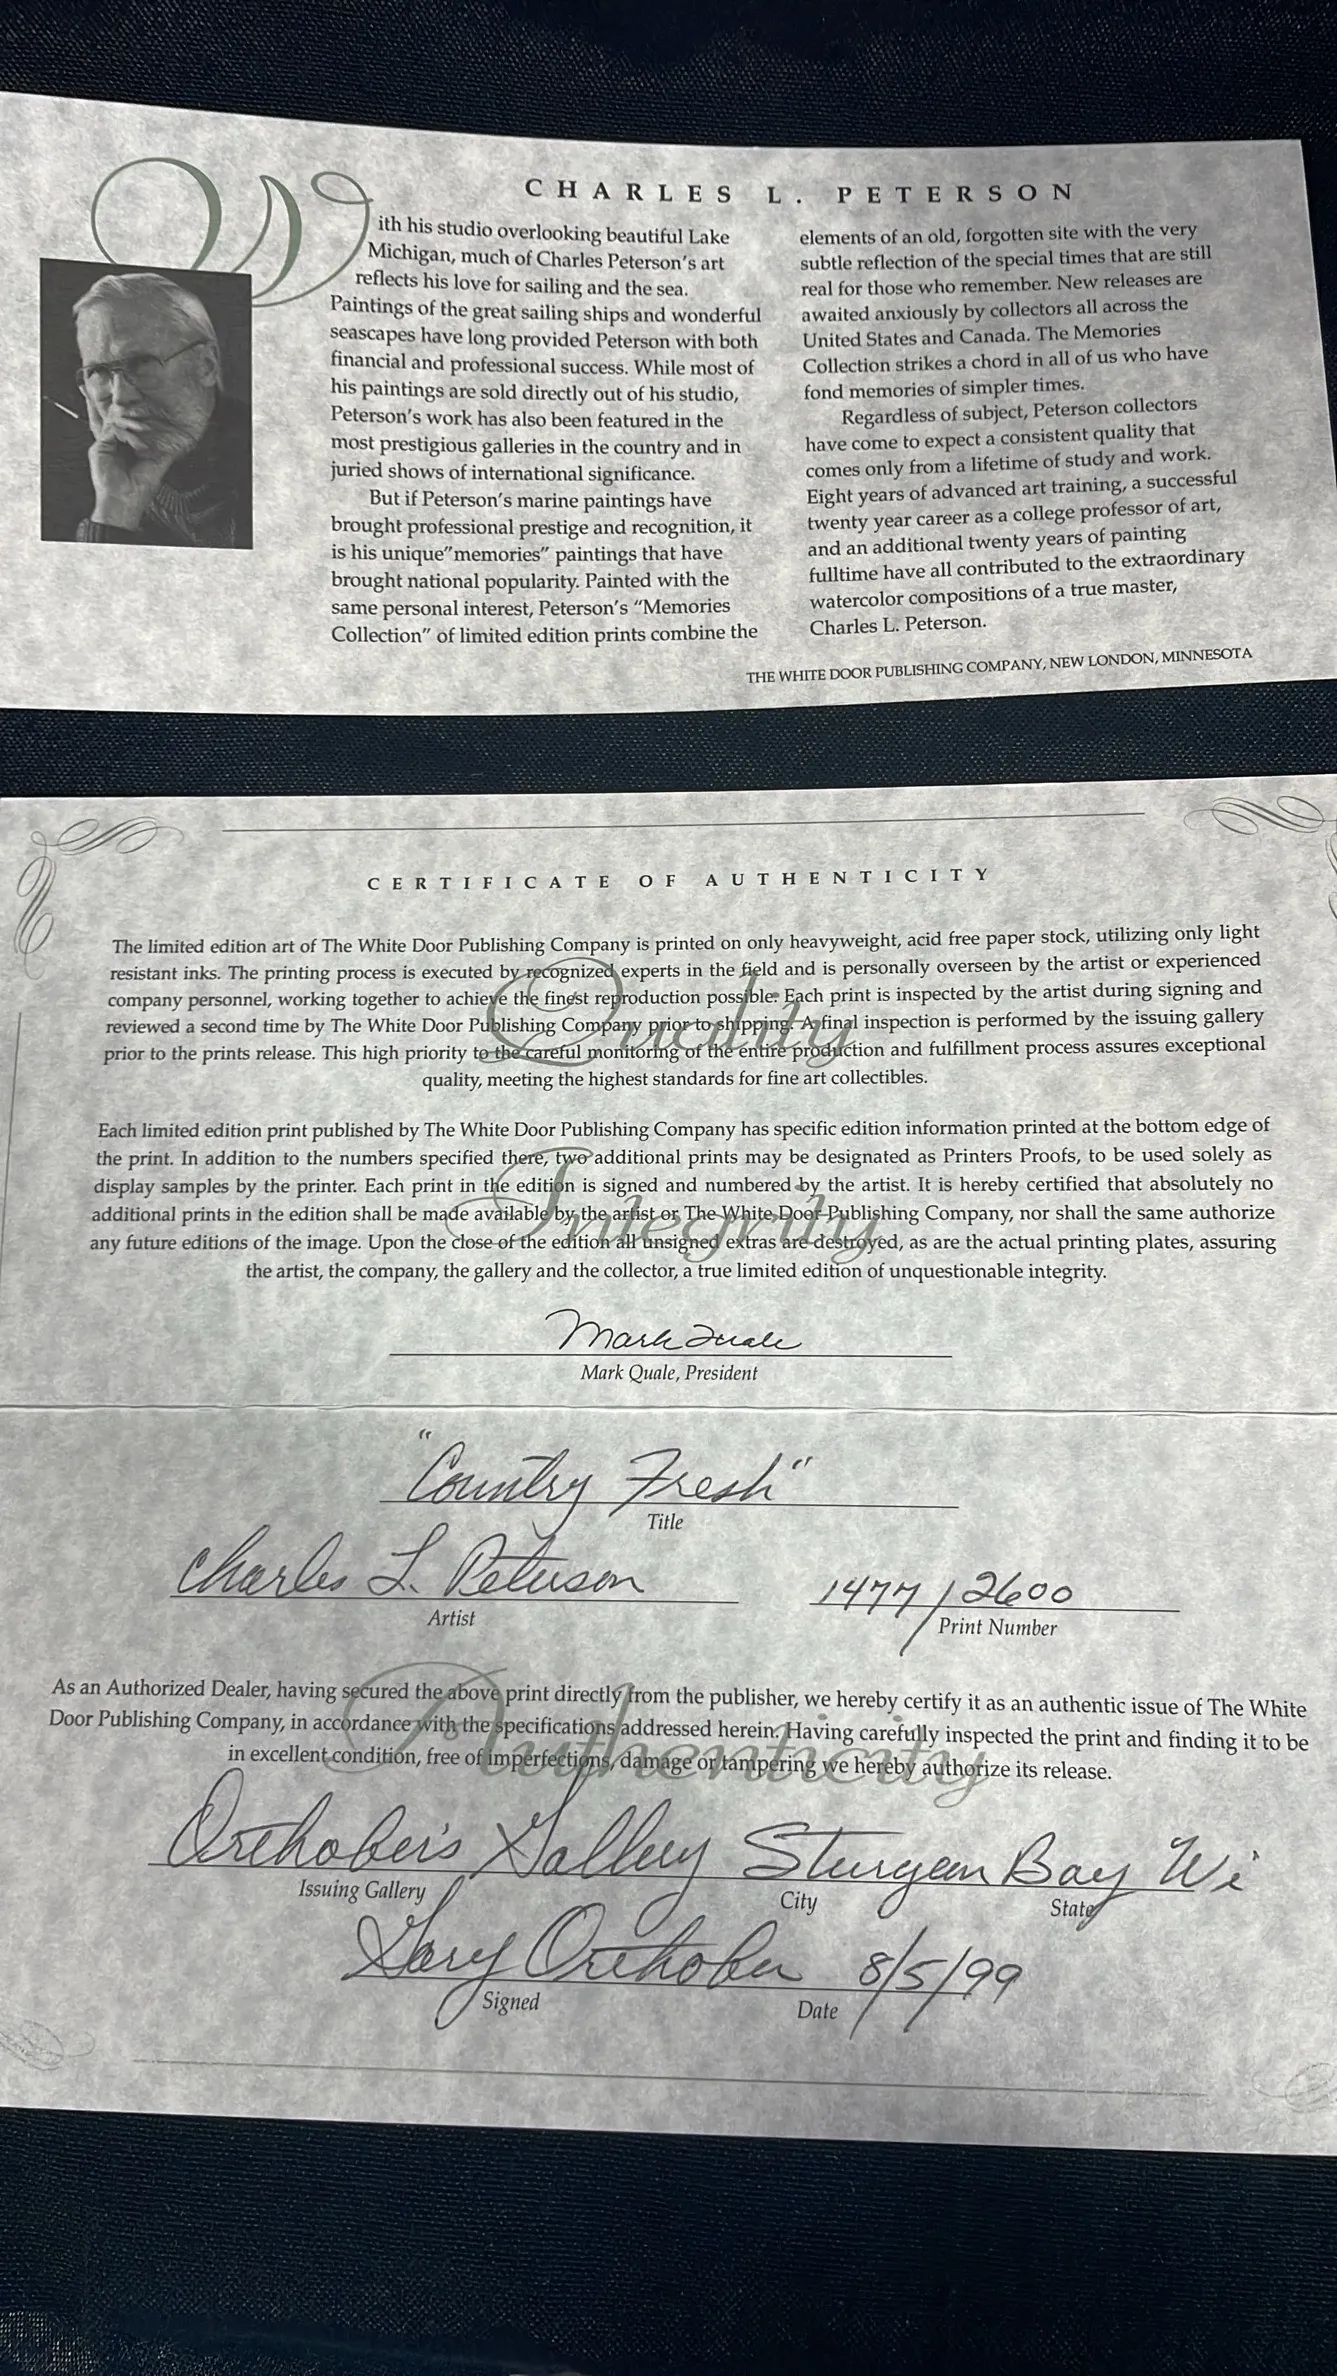 CHARLES L. PETERSON
With his studio overlooking beautiful Lake
Michigan, much of Charles Peterson's art
reflects his love for sailing and the sea.
Paintings of the great sailing ships and wonderful
seascapes have long provided Peterson with both
financial and professional success. While most of
his paintings are sold directly out of his studio,
Peterson's work has also been featured in the
most prestigious galleries in the country and in
juried shows of international significance.
But if Peterson's marine paintings have
brought professional prestige and recognition, it
is his unique"memories" paintings that have
brought national popularity. Painted with the
same personal interest, Peterson's "Memories
Collection" of limited edition prints combine the
elements of an old, forgotten site with the very
subtle reflection of the special times that are still
real for those who remember. New releases are
awaited anxiously by collectors all across the
United States and Canada. The Memories
Collection strikes a chord in all of us who have
fond memories of simpler times.
Regardless of subject, Peterson collectors
have come to expect a consistent quality that
comes only from a lifetime of study and work.
Eight years of advanced art training, a successful
twenty year career as a college professor of art,
and an additional twenty years of painting
fulltime have all contributed to the extraordinary
watercolor compositions of a true master,
Charles L. Peterson.
THE WHITE DOOR PUBLISHING COMPANY, NEW LONDON, MINNESOTA
CERTIFICATE OF AUTHENTICITY
The limited edition art of The White Door Publishing Company is printed on only heavyweight, acid free paper stock, utilizing only light
resistant inks. The printing process is executed by recognized experts in the field and is personally overseen by the artist or experienced
company personnel, working together to achieve the finest reproduction possible. Each print is inspected by the artist during signing and
reviewed a second time by The White Door Publishing Company prior to shipping. A final inspection is performed by the issuing gallery
prior to the prints release. This high priority to the careful monitoring of the entire production and fulfillment process assures exceptional
quality, meeting the highest standards for fine art collectibles.
Quality
Each limited edition print published by The White Door Publishing Company has specific edition information printed at the bottom edge of
the print. In addition to the numbers specified there, two additional prints may be designated as Printers Proofs, to be used solely as
display samples by the printer. Each print in the edition is signed and numbered by the artist. It is hereby certified that absolutely no
additional prints in the edition shall be made available by the artist or The White Door Publishing Company, nor shall the same authorize
any future editions of the image. Upon the close of the edition all unsigned extras are destroyed, as are the actual printing plates, assuring
the artist, the company, the gallery and the collector, a true limited edition of unquestionable integrity.
Integrity
Mark Quale
Mark Quale, President
"Country Fresh"
Title
Charles L. Peterson 1477/2600
Artist Print Number
As an Authorized Dealer, having secured the above print directly from the publisher, we hereby certify it as an authentic issue of The White
Door Publishing Company, in accordance with the specifications addressed herein. Having carefully inspected the print and finding it to be
in excellent condition, free of imperfections, damage or tampering we hereby authorize its release.
Authenticity
Orthober's Gallery Sturgeon Bay Wi
Issuing Gallery City State
Gary Orthober 8/5/99
Signed Date